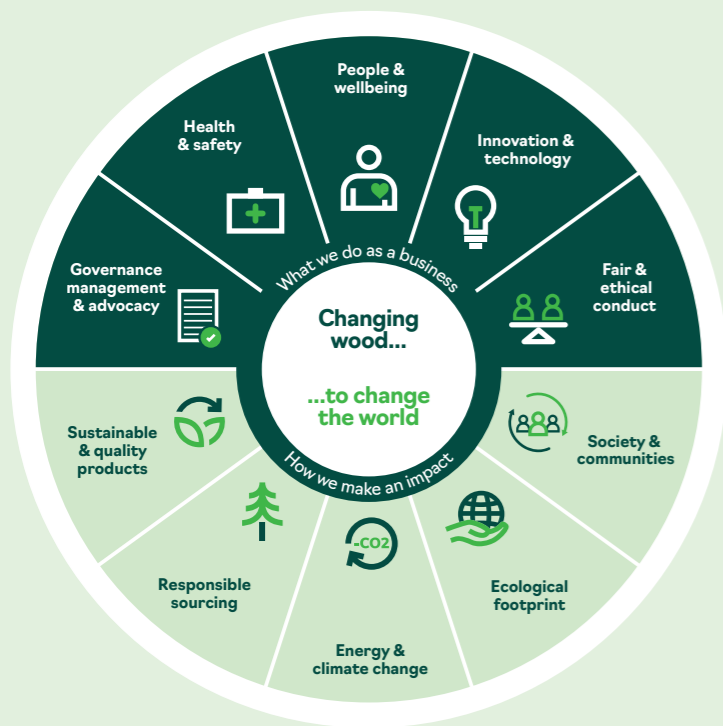 People &
wellbeing
Health
& safety
Innovation &
technology
Governance
management
& advocacy
Fair &
ethical
conduct
What we do as a business
Changing
wood...
...to change
the world
How we make an impact
Sustainable
& quality
products
Society &
communities
-CO2
Responsible
sourcing
Ecological
footprint
Energy &
climate change